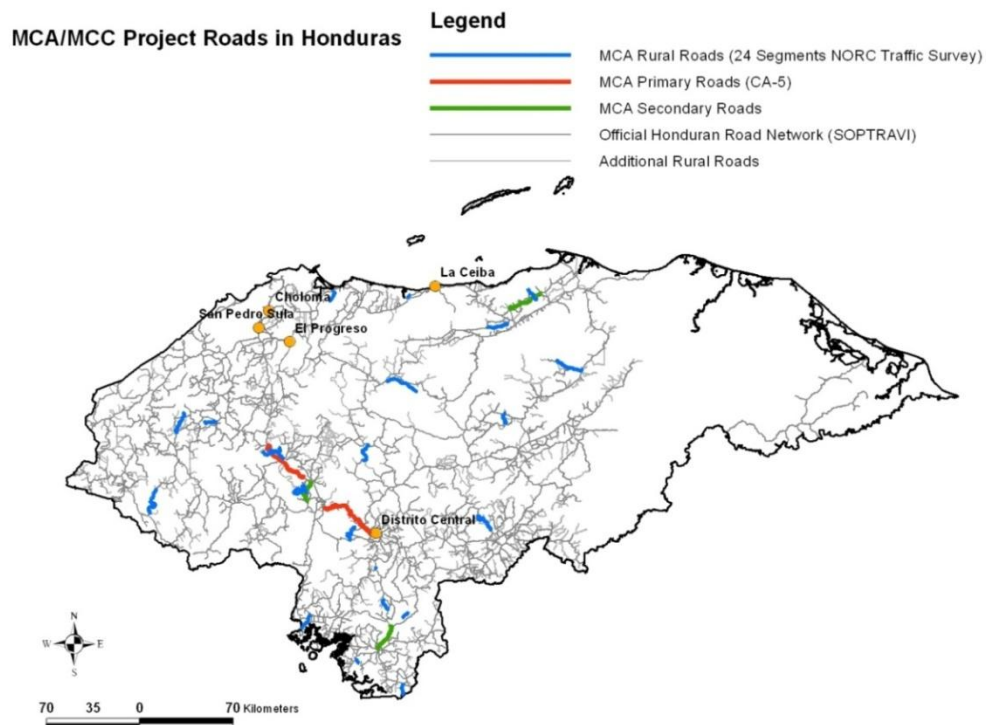 MCA/MCC Project Roads in Honduras
Legend
MCA Rural Roads (24 Segments NORC Traffic Survey)
MCA Primary Roads (CA-5)
MCA Secondary Roads
Official Honduran Road Network (SOPTRAVI)
Additional Rural Roads
La Ceiba
Choloma
San Pedro Sula
El Progreso
Distrito Central
N
W E
S
70 35 0 70 Kilometers